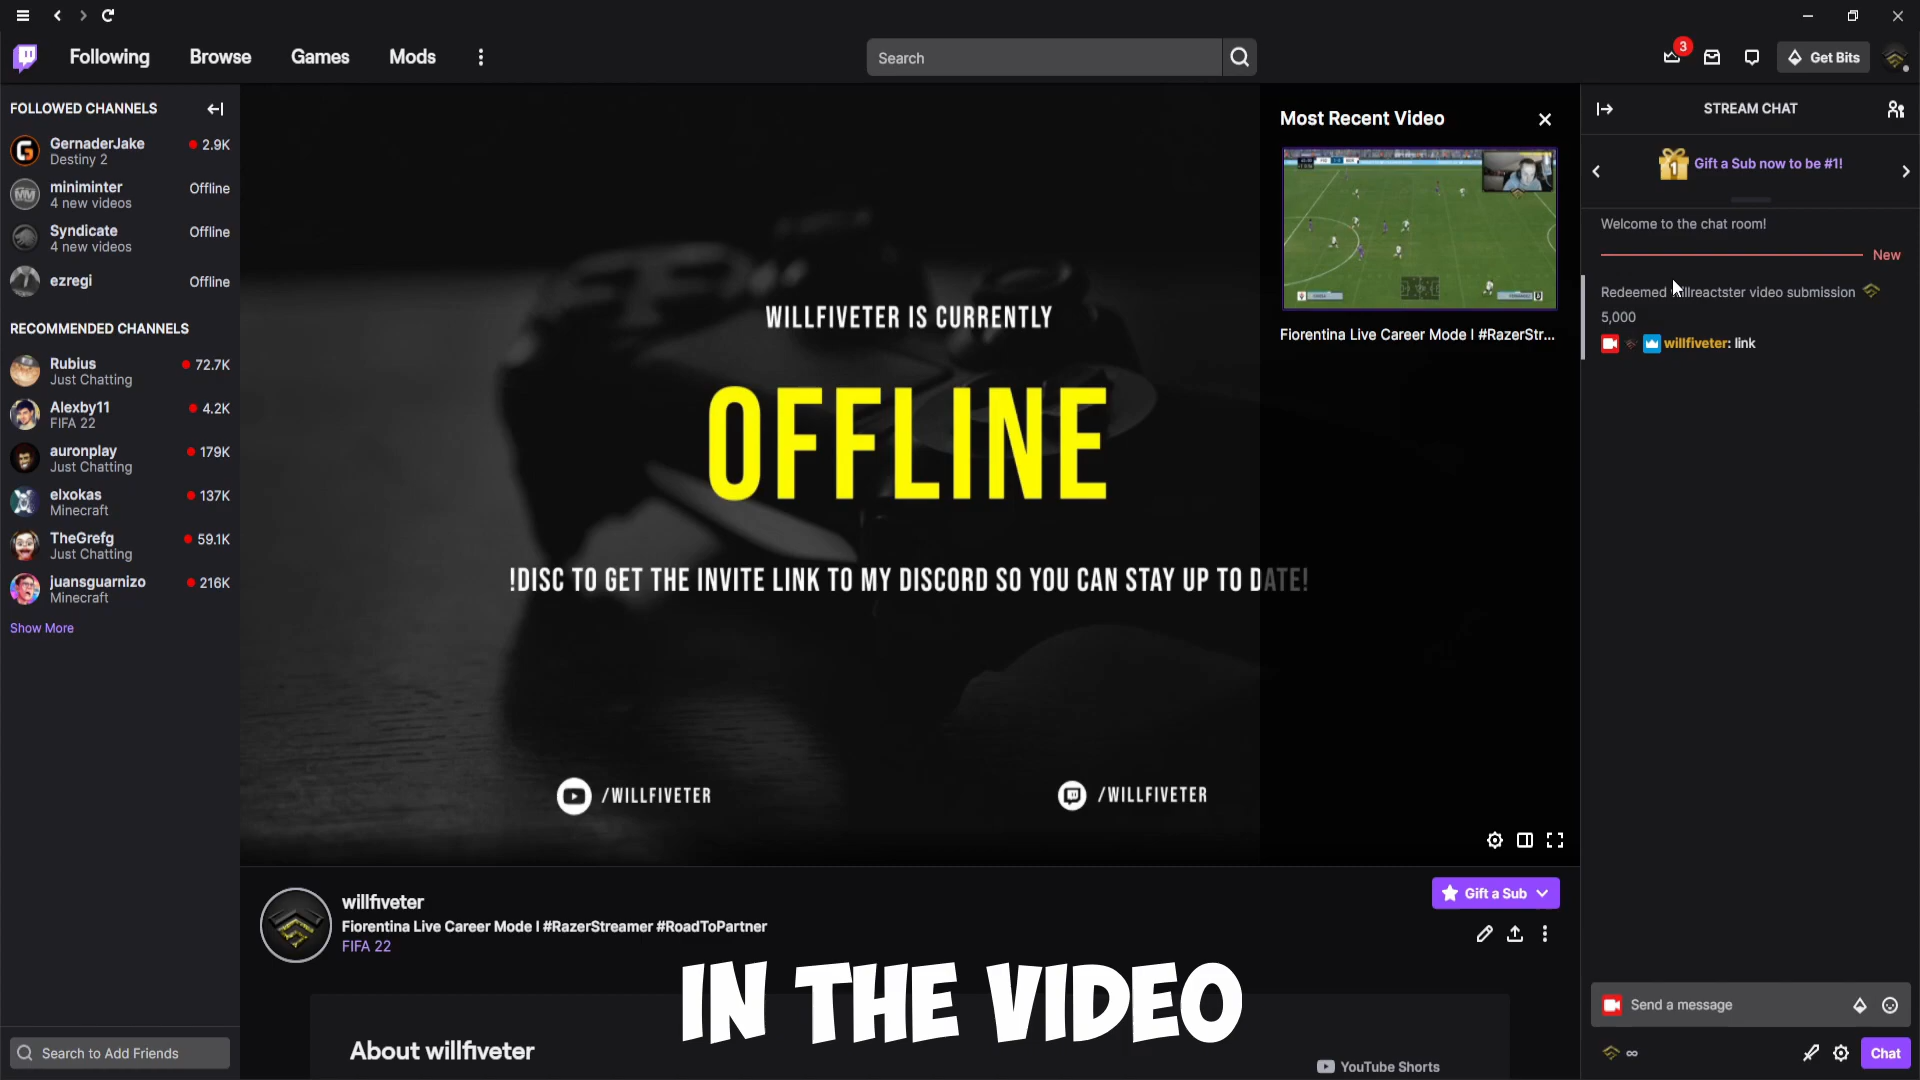 Following
Browse
Games
Mods
Search
3
Get Bits
FOLLOWED CHANNELS
GernaderJake
2.9K
Destiny 2
miniminter
Offline
4 new videos
Syndicate
Offline
4 new videos
ezregi
Offline
RECOMMENDED CHANNELS
Rubius
72.7K
Just Chatting
Alexby11
4.2K
FIFA 22
auronplay
179K
Just Chatting
elxokas
137K
Minecraft
TheGrefg
59.1K
Just Chatting
juansguarnizo
216K
Minecraft
Show More
Search to Add Friends
WILLFIVETER IS CURRENTLY
OFFLINE
!DISC TO GET THE INVITE LINK TO MY DISCORD SO YOU CAN STAY UP TO DATE!
/WILLFIVETER
/WILLFIVETER
Most Recent Video
Fiorentina Live Career Mode I #RazerStr...
willfiveter
Fiorentina Live Career Mode I #RazerStreamer #RoadToPartner
FIFA 22
Gift a Sub
IN THE VIDEO
About willfiveter
YouTube Shorts
STREAM CHAT
1
Gift a Sub now to be #1!
Welcome to the chat room!
New
Redeemed willreactster video submission
5,000
willfiveter: link
Send a message
∞
Chat